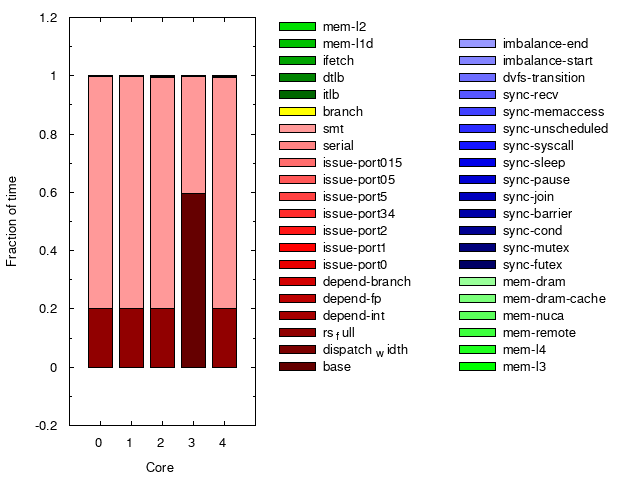 1.2
1
0.8
0.6
0.4
0.2
0
-0.2
Fraction of time
0 1 2 3 4
Core
mem-l2
mem-l1d
ifetch
dtlb
itlb
branch
smt
serial
issue-port015
issue-port05
issue-port5
issue-port34
issue-port2
issue-port1
issue-port0
depend-branch
depend-fp
depend-int
rsfull
dispatchwidth
base
imbalance-end
imbalance-start
dvfs-transition
sync-recv
sync-memaccess
sync-unscheduled
sync-syscall
sync-sleep
sync-pause
sync-join
sync-barrier
sync-cond
sync-mutex
sync-futex
mem-dram
mem-dram-cache
mem-nuca
mem-remote
mem-l4
mem-l3